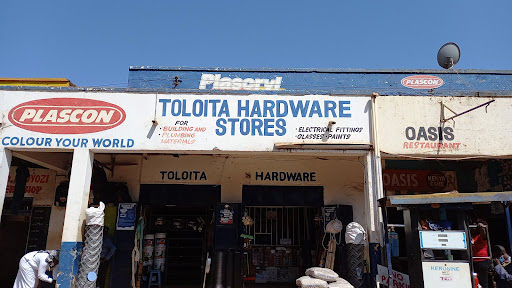 Plascryl
PLASCON
PLASCON
COLOUR YOUR WORLD
TOLOITA HARDWARE
STORES
FOR
• BUILDING AND
• PLUMBING
MATERIALS
• ELECTRICAL FITTINGS
• GLASSES • PAINTS
OASIS
RESTAURANT
TOLOITA HARDWARE
OASIS
KEROSINE